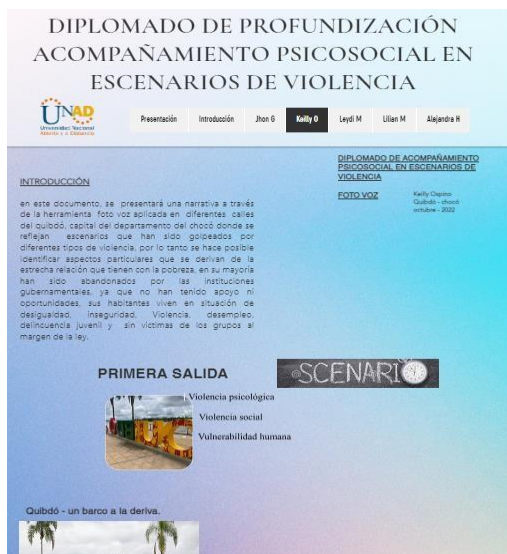 DIPLOMADO DE PROFUNDIZACIÓN
ACOMPAÑAMIENTO PSICOSOCIAL EN
ESCENARIOS DE VIOLENCIA
UNAD
Universidad Nacional
Abierta y a Distancia
Presentación Introducción Jhon G Keilly O Leydi M Lilian M Alejandra H
DIPLOMADO DE ACOMPAÑAMIENTO
PSICOSOCIAL EN ESCENARIOS DE
VIOLENCIA
FOTO VOZ
Keilly Ospino
Quibdó - chocó
octubre - 2022
INTRODUCCIÓN
en este documento, se presentará una narrativa a través
de la herramienta foto voz aplicada en diferentes calles
del quibdó, capital del departamento del chocó donde se
reflejan escenarios que han sido golpeados por
diferentes tipos de violencia, por lo tanto se hace posible
identificar aspectos particulares que se derivan de la
estrecha relación que tienen con la pobreza, en su mayoría
han sido abandonados por las instituciones
gubernamentales, ya que no han tenido apoyo ni
oportunidades, sus habitantes viven en situación de
desigualdad, inseguridad, Violencia, desempleo,
delincuencia juvenil y sin victimas de los grupos al
margen de la ley.
PRIMERA SALIDA
SCENARIO
Violencia psicológica
Violencia social
Vulnerabilidad humana
Quibdó - un barco a la deriva.